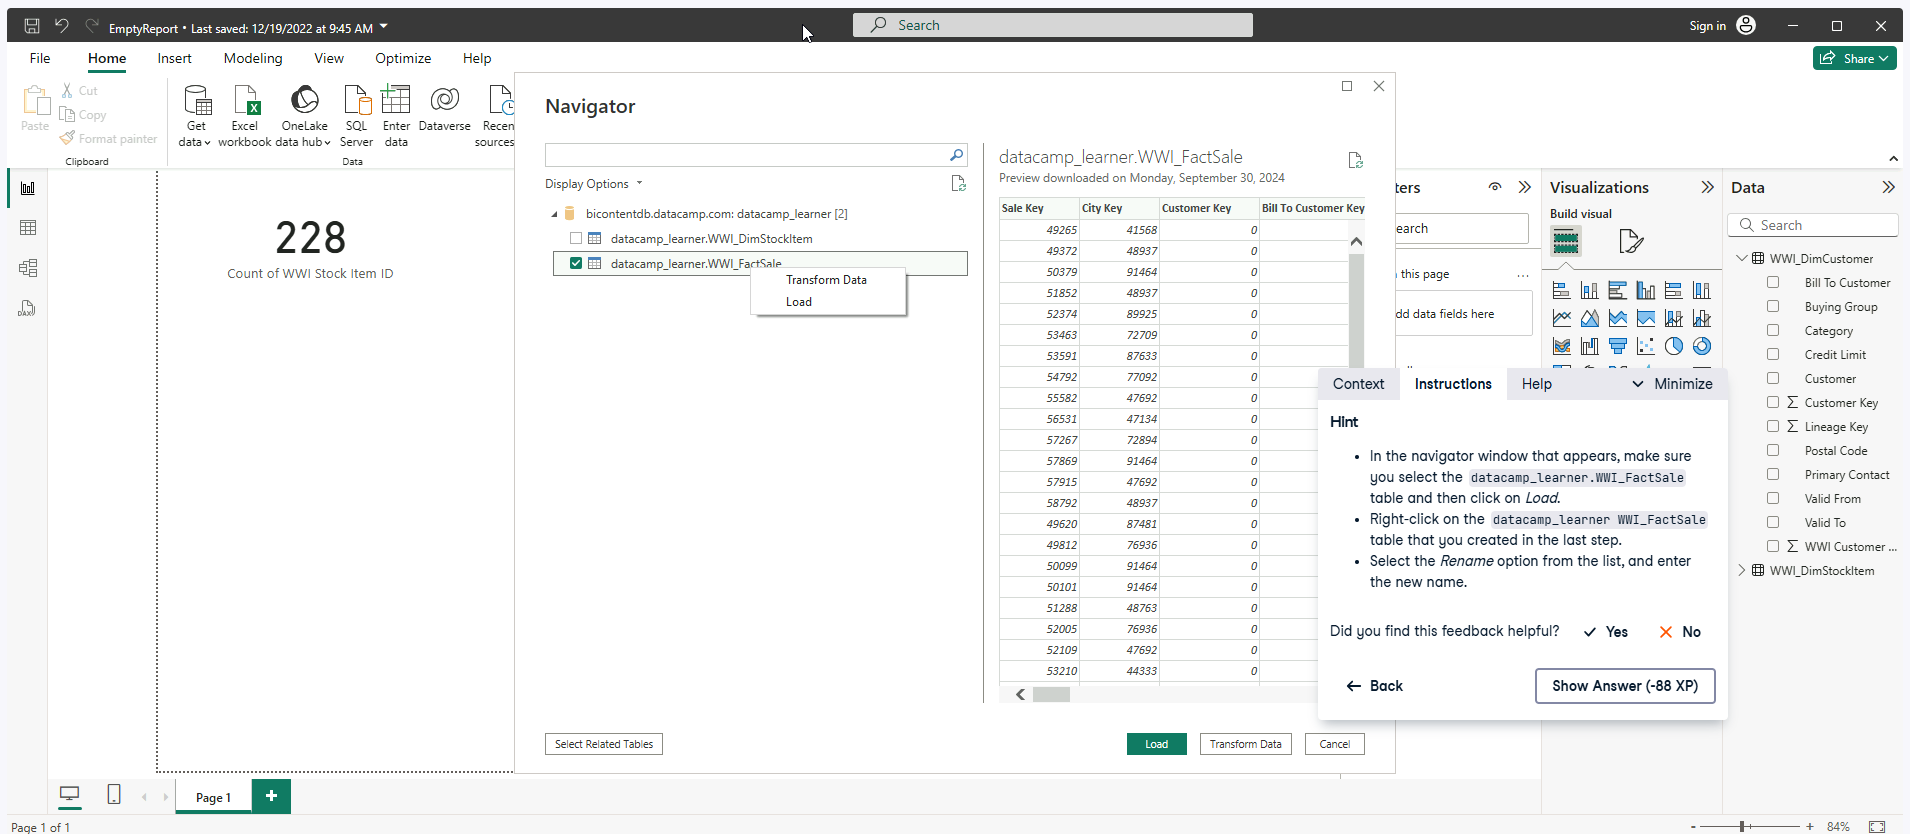 EmptyReport • Last saved: 12/19/2022 at 9:45 AM
Search
Sign in
File
Home
Insert
Modeling
View
Optimize
Help
Share
Paste
Cut
Copy
Format painter
Clipboard
Get data
Excel workbook
OneLake data hub
SQL Server
Enter data
Dataverse
Recen
sources
Data
228
Count of WWI Stock Item ID
Navigator
Display Options
bicontentdb.datacamp.com: datacamp_learner [2]
datacamp_learner.WWI_DimStockItem
datacamp_learner.WWI_FactSale
Transform Data
Load
datacamp_learner.WWI_FactSale
Preview downloaded on Monday, September 30, 2024
Sale Key City Key Customer Key Bill To Customer Key
49265 41568 0
49372 48937 0
50379 91464 0
51852 48937 0
52374 89925 0
53463 72709 0
53591 87633 0
54792 77092 0
55582 47692 0
56531 47134 0
57267 72894 0
57869 91464 0
57915 47692 0
58792 48937 0
49620 87481 0
49812 76936 0
50099 91464 0
50101 91464 0
51288 48763 0
52005 76936 0
52109 47692 0
53210 44333 0
Select Related Tables
Load
Transform Data
Cancel
ters
earch
this page
...
dd data fields here
Visualizations
Build visual
Data
Search
WWI_DimCustomer
Bill To Customer
Buying Group
Category
Credit Limit
Customer
Σ Customer Key
Σ Lineage Key
Postal Code
Primary Contact
Valid From
Valid To
Σ WWI Customer ...
WWI_DimStockItem
Context
Instructions
Help
Minimize
Hint
• In the navigator window that appears, make sure
you select the datacamp_learner.WWI_FactSale
table and then click on Load.
• Right-click on the datacamp_learner WWI_FactSale
table that you created in the last step.
• Select the Rename option from the list, and enter
the new name.
Did you find this feedback helpful?
Yes
No
Back
Show Answer (-88 XP)
Page 1
+
Page 1 of 1
- + 84%